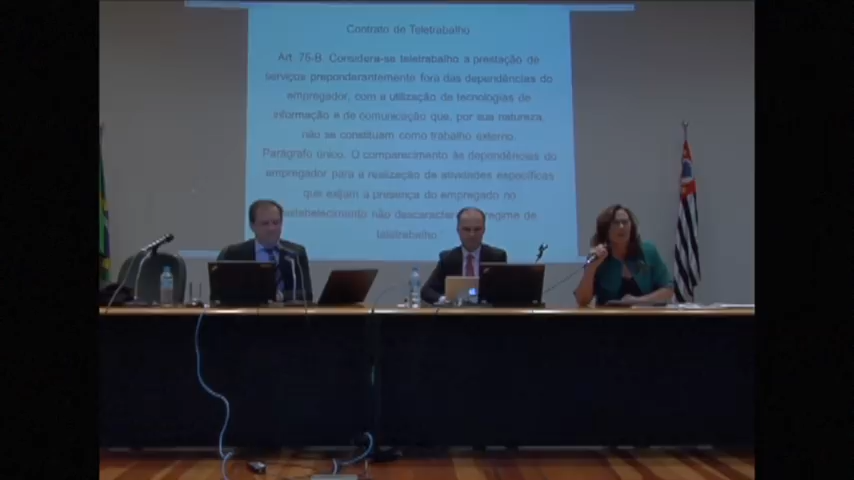 Contrato de Teletrabalho
Art. 75-B. Considera-se teletrabalho a prestação de
serviços preponderantemente fora das dependências do
empregador, com a utilização de tecnologias de
informação e de comunicação que, por sua natureza,
não se constituam como trabalho externo.
Parágrafo único. O comparecimento às dependências do
empregador para a realização de atividades específicas
que exijam a presença do empregado no
estabelecimento não regime de
teletrabalho.